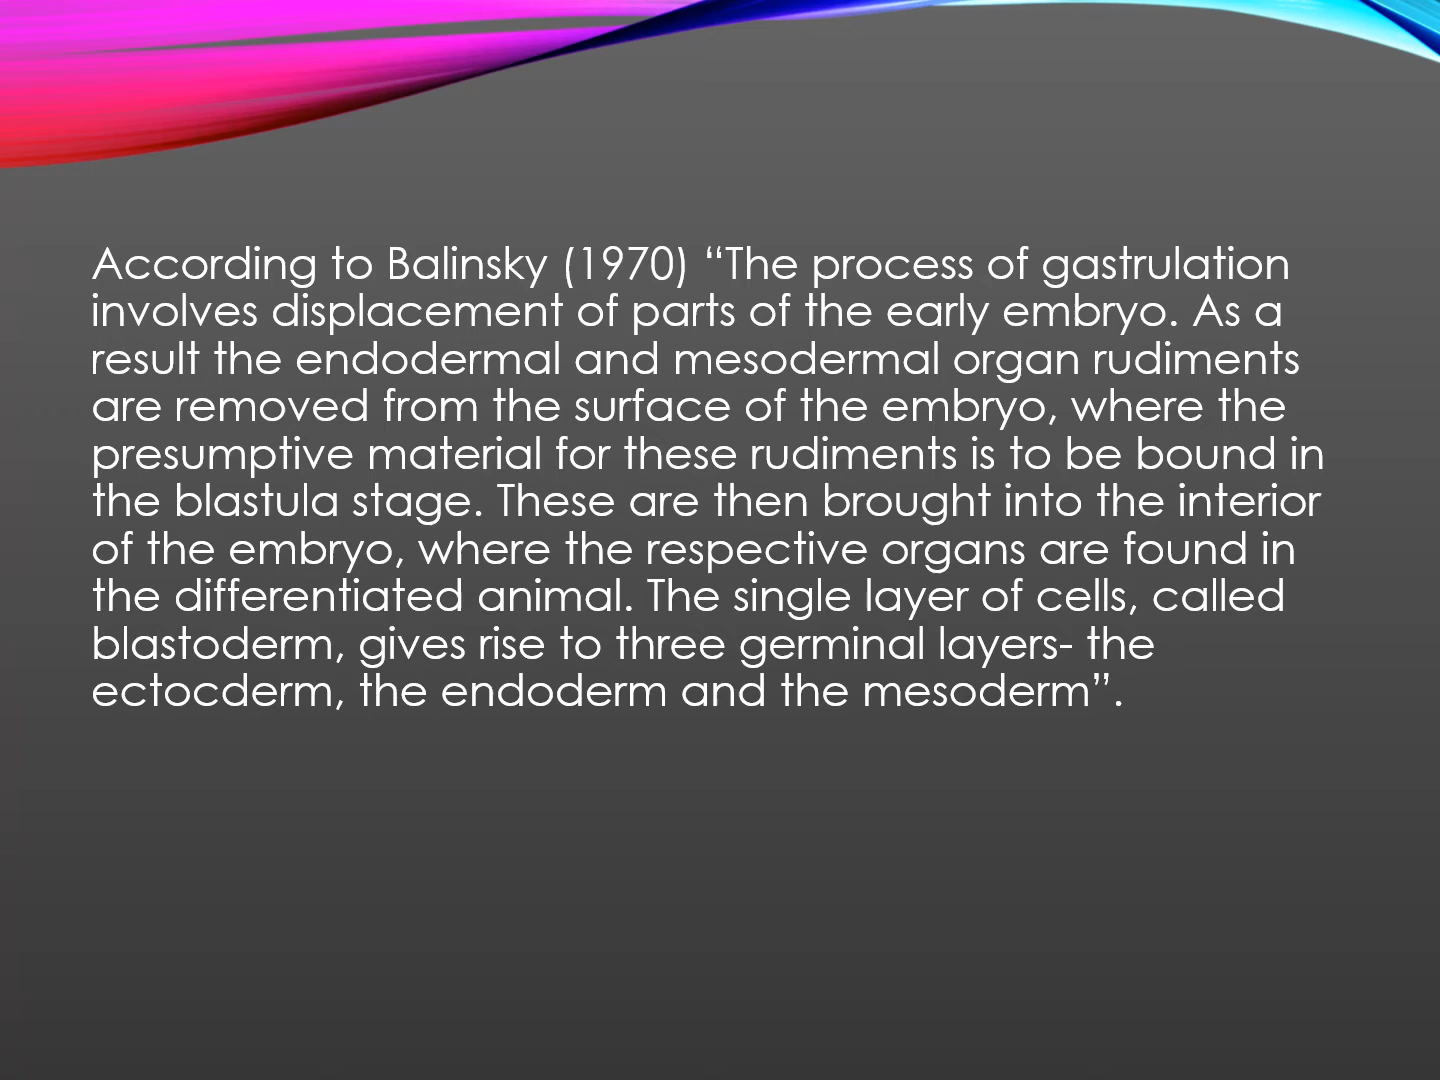 According to Balinsky (1970) “The process of gastrulation
involves displacement of parts of the early embryo. As a
result the endodermal and mesodermal organ rudiments
are removed from the surface of the embryo, where the
presumptive material for these rudiments is to be bound in
the blastula stage. These are then brought into the interior
of the embryo, where the respective organs are found in
the differentiated animal. The single layer of cells, called
blastoderm, gives rise to three germinal layers- the
ectocderm, the endoderm and the mesoderm”.